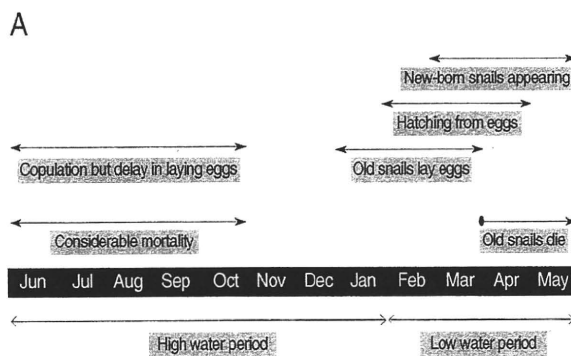 A
New-born snails appearing
Hatching from eggs
Copulation but delay in laying eggs
Old snails lay eggs
Considerable mortality
Old snails die
Jun Jul Aug Sep Oct Nov Dec Jan Feb Mar Apr May
High water period
Low water period